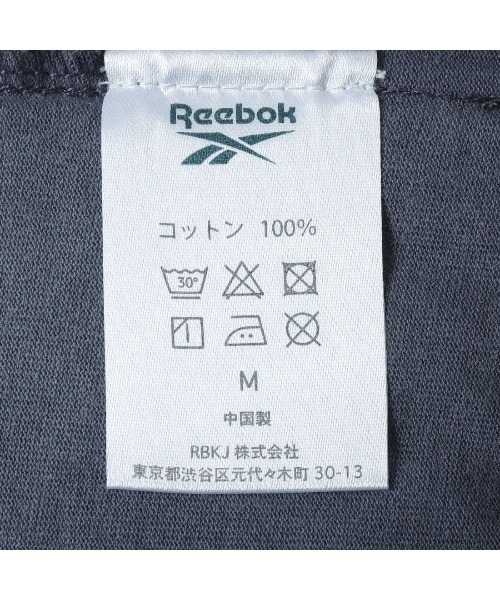 Reebok
コットン 100%
30°
M
中国製
RBKJ 株式会社
東京都渋谷区元代々木町 30-13